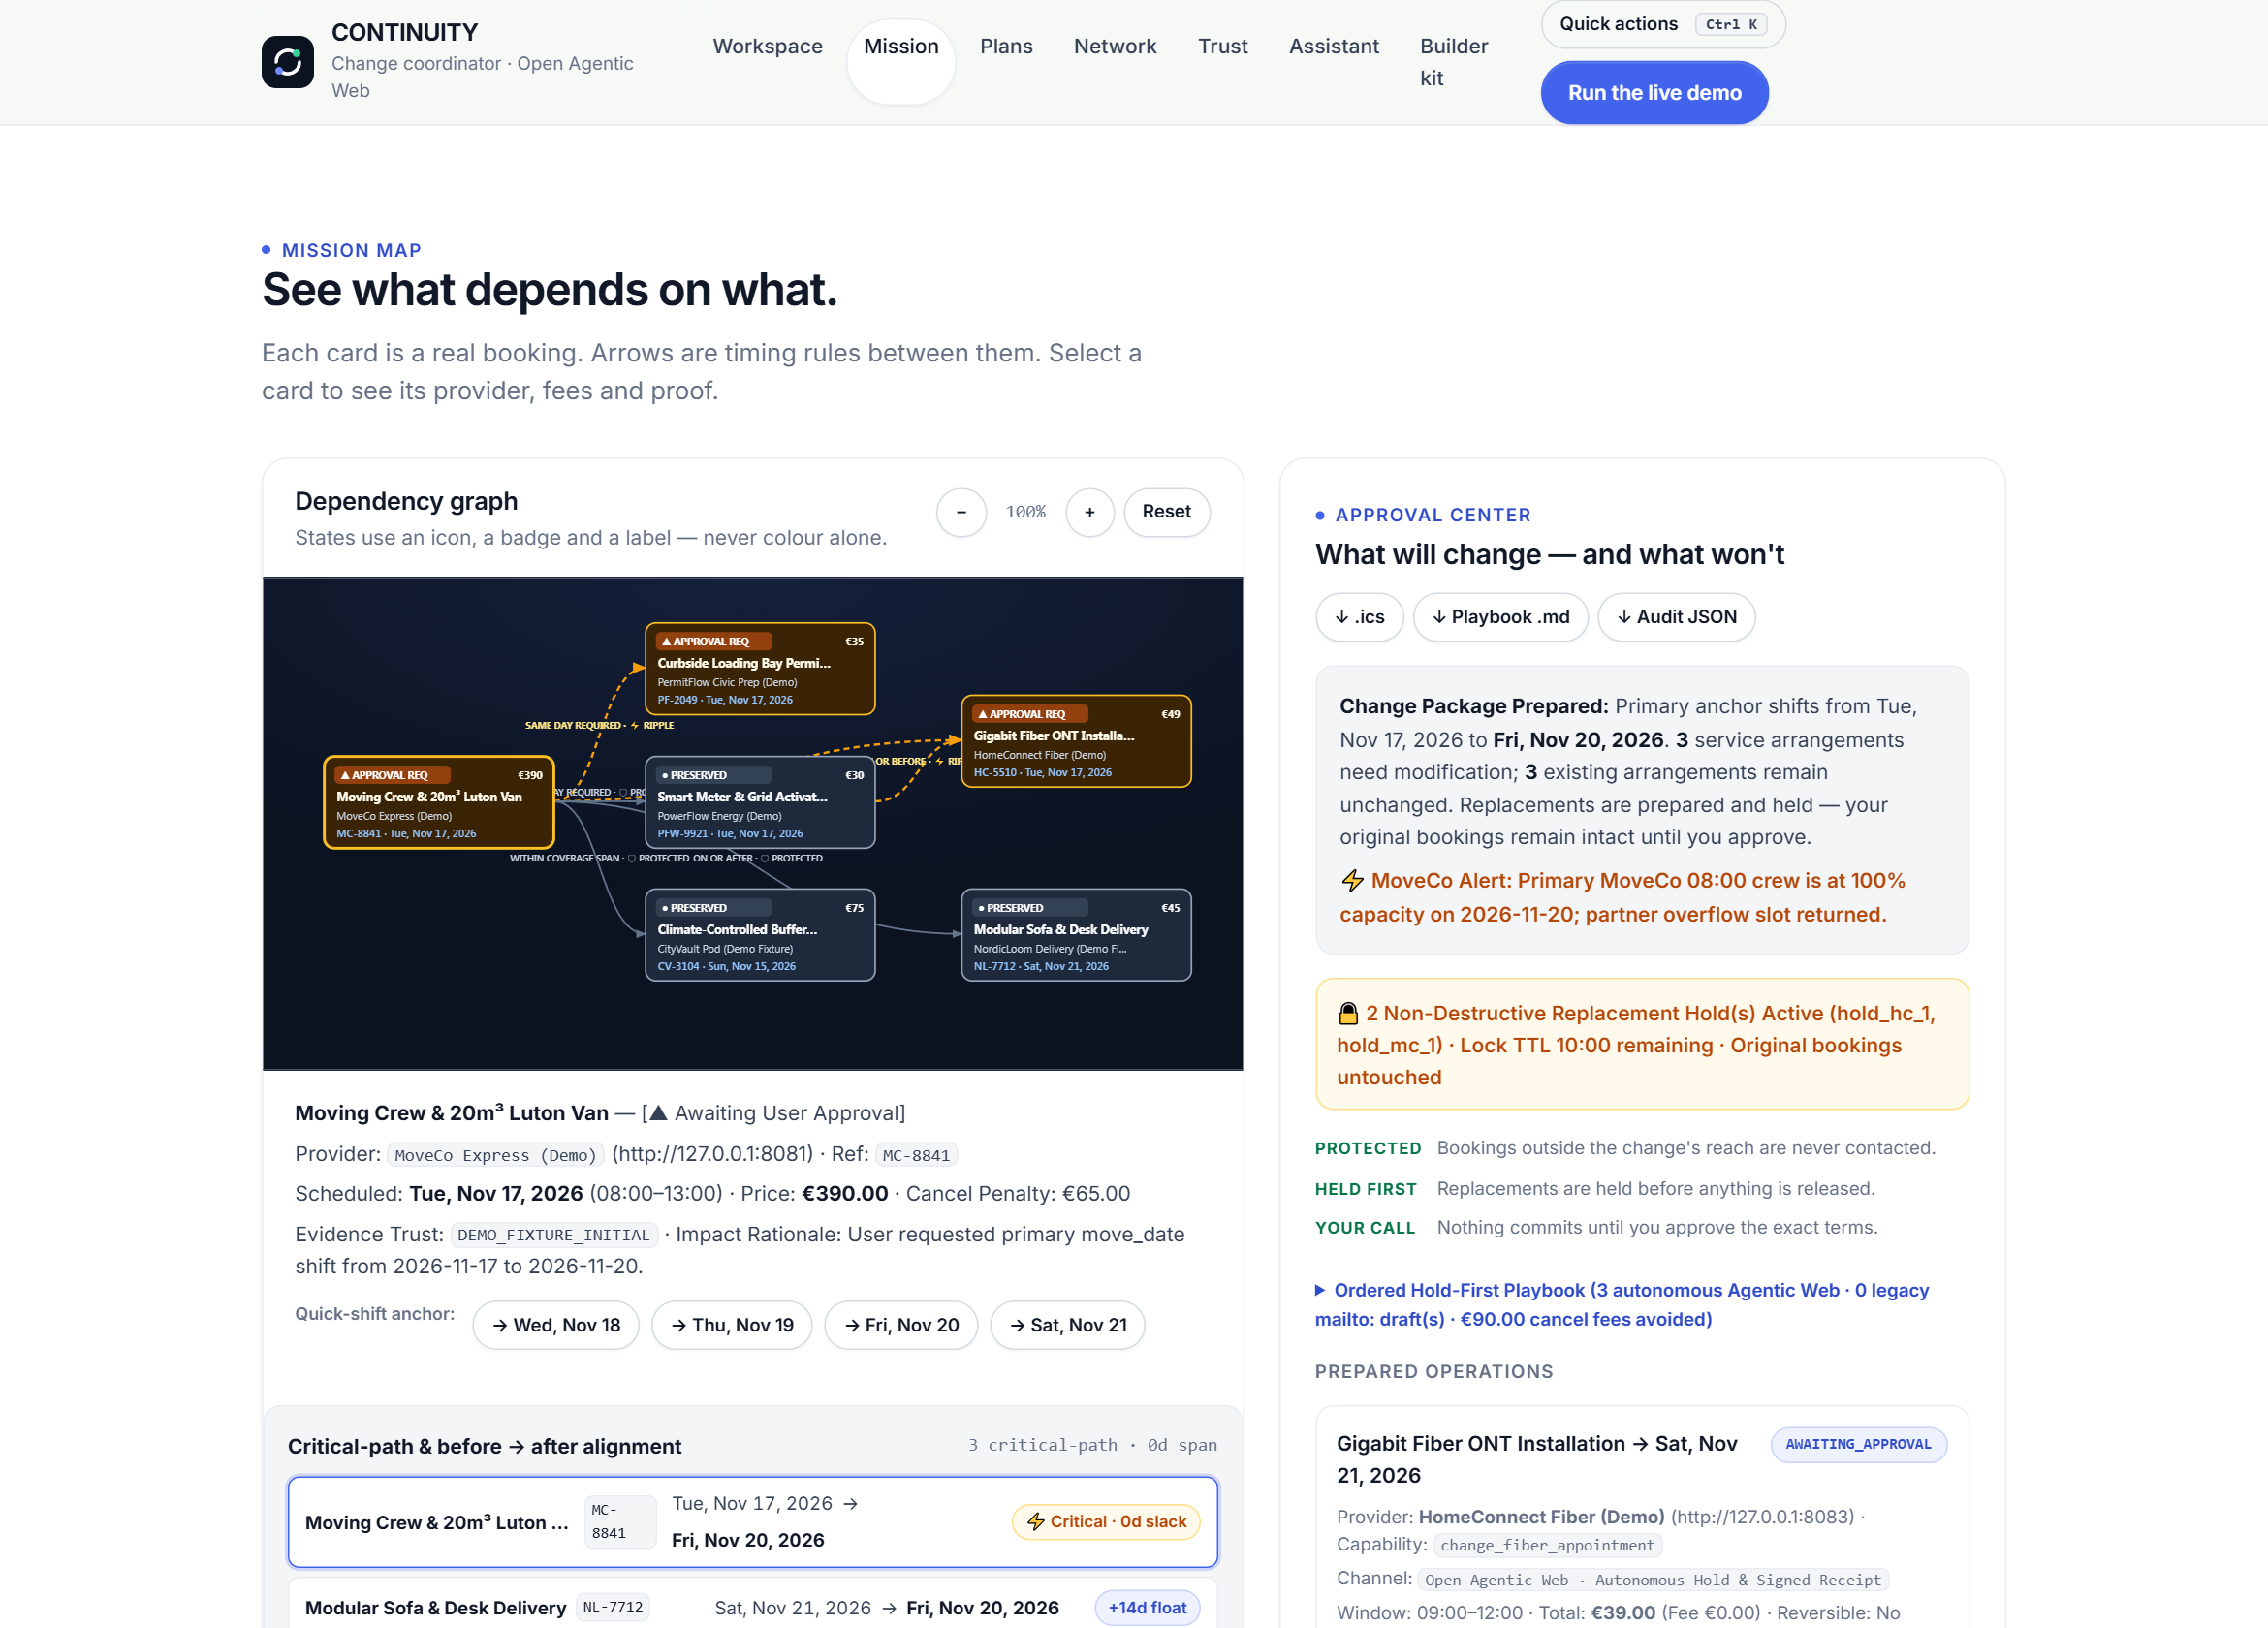 CONTINUITY
Change coordinator · Open Agentic
Web
Workspace
Mission
Plans
Network
Trust
Assistant
Builder
kit
Quick actions Ctrl K
Run the live demo
MISSION MAP
See what depends on what.
Each card is a real booking. Arrows are timing rules between them. Select a
card to see its provider, fees and proof.
Dependency graph
States use an icon, a badge and a label — never colour alone.
− 100% + Reset
▲ APPROVAL REQ €35
Curbside Loading Bay Permi...
PermitFlow Civic Prep (Demo)
PF-2049 · Tue, Nov 17, 2026
SAME DAY REQUIRED · ⚡ RIPPLE
▲ APPROVAL REQ €49
Gigabit Fiber ONT Installa...
HomeConnect Fiber (Demo)
HC-5510 · Tue, Nov 17, 2026
OR BEFORE · ⚡ RIP
▲ APPROVAL REQ €390
Moving Crew & 20m³ Luton Van
MoveCo Express (Demo)
MC-8841 · Tue, Nov 17, 2026
AY REQUIRED · 🛡 PRO
● PRESERVED €30
Smart Meter & Grid Activat...
PowerFlow Energy (Demo)
PFW-9921 · Tue, Nov 17, 2026
WITHIN COVERAGE SPAN · 🛡 PROTECTED ON OR AFTER · 🛡 PROTECTED
● PRESERVED €75
Climate-Controlled Buffer...
CityVault Pod (Demo Fixture)
CV-3104 · Sun, Nov 15, 2026
● PRESERVED €45
Modular Sofa & Desk Delivery
NordicLoom Delivery (Demo Fi...
NL-7712 · Sat, Nov 21, 2026
Moving Crew & 20m³ Luton Van — [▲ Awaiting User Approval]
Provider: MoveCo Express (Demo) (http://127.0.0.1:8081) · Ref: MC-8841
Scheduled: Tue, Nov 17, 2026 (08:00–13:00) · Price: €390.00 · Cancel Penalty: €65.00
Evidence Trust: DEMO_FIXTURE_INITIAL · Impact Rationale: User requested primary move_date
shift from 2026-11-17 to 2026-11-20.
Quick-shift anchor: → Wed, Nov 18 → Thu, Nov 19 → Fri, Nov 20 → Sat, Nov 21
Critical-path & before → after alignment 3 critical-path · 0d span
Moving Crew & 20m³ Luton ... MC-
8841
Tue, Nov 17, 2026 →
Fri, Nov 20, 2026
⚡ Critical · 0d slack
Modular Sofa & Desk Delivery NL-7712 Sat, Nov 21, 2026 → Fri, Nov 20, 2026 +14d float
APPROVAL CENTER
What will change — and what won't
↓ .ics ↓ Playbook .md ↓ Audit JSON
Change Package Prepared: Primary anchor shifts from Tue,
Nov 17, 2026 to Fri, Nov 20, 2026. 3 service arrangements
need modification; 3 existing arrangements remain
unchanged. Replacements are prepared and held — your
original bookings remain intact until you approve.
⚡ MoveCo Alert: Primary MoveCo 08:00 crew is at 100%
capacity on 2026-11-20; partner overflow slot returned.
🔒 2 Non-Destructive Replacement Hold(s) Active (hold_hc_1,
hold_mc_1) · Lock TTL 10:00 remaining · Original bookings
untouched
PROTECTED Bookings outside the change's reach are never contacted.
HELD FIRST Replacements are held before anything is released.
YOUR CALL Nothing commits until you approve the exact terms.
▶ Ordered Hold-First Playbook (3 autonomous Agentic Web · 0 legacy
mailto: draft(s) · €90.00 cancel fees avoided)
PREPARED OPERATIONS
Gigabit Fiber ONT Installation → Sat, Nov
21, 2026
AWAITING_APPROVAL
Provider: HomeConnect Fiber (Demo) (http://127.0.0.1:8083) ·
Capability: change_fiber_appointment
Channel: Open Agentic Web · Autonomous Hold & Signed Receipt
Window: 09:00–12:00 · Total: €39.00 (Fee €0.00) · Reversible: No